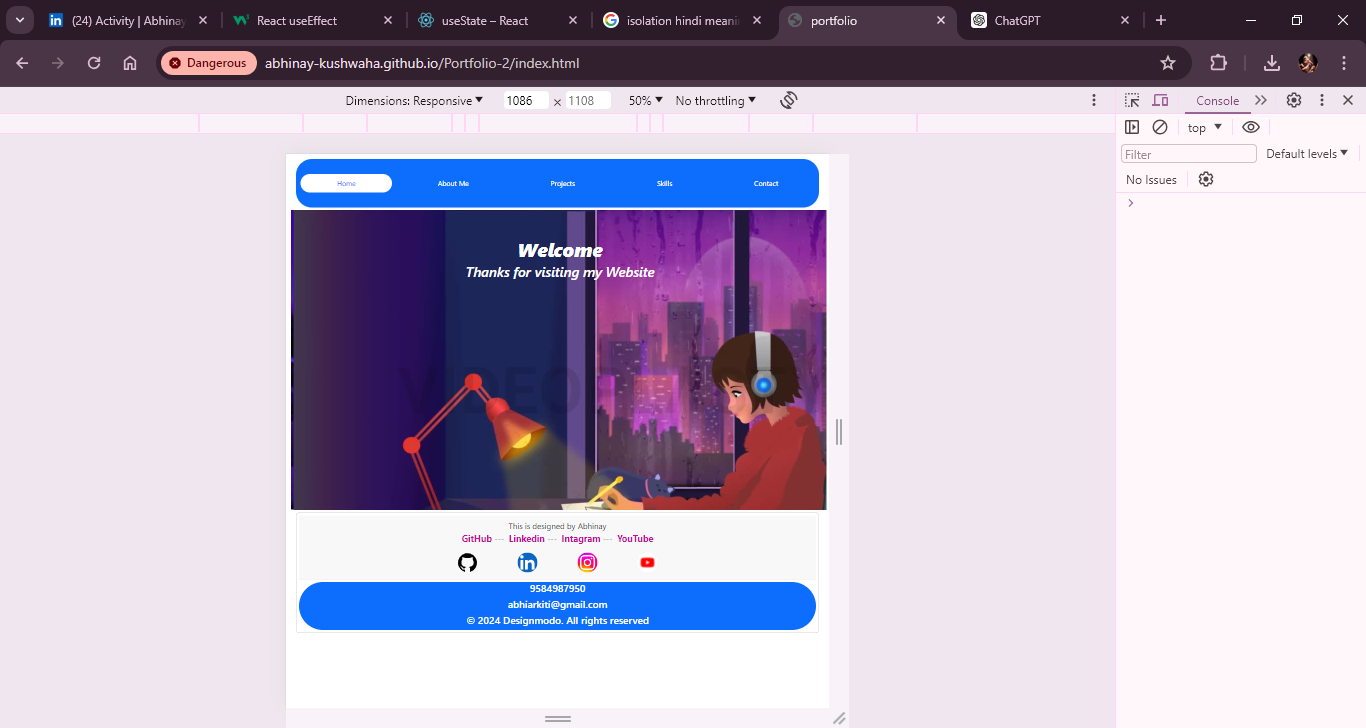 (24) Activity | Abhinay
React useEffect
useState – React
isolation hindi meani
portfolio
ChatGPT
Dangerous
abhinay-kushwaha.github.io/Portfolio-2/index.html
Dimensions: Responsive 1086 × 1108 50% No throttling
Console
top
Filter
Default levels
No Issues
Home About Me Projects Skills Contact
Welcome
Thanks for visiting my Website
This is designed by Abhinay
GitHub --- Linkedin --- Intagram --- YouTube
9584987950
abhiarkiti@gmail.com
© 2024 Designmodo. All rights reserved